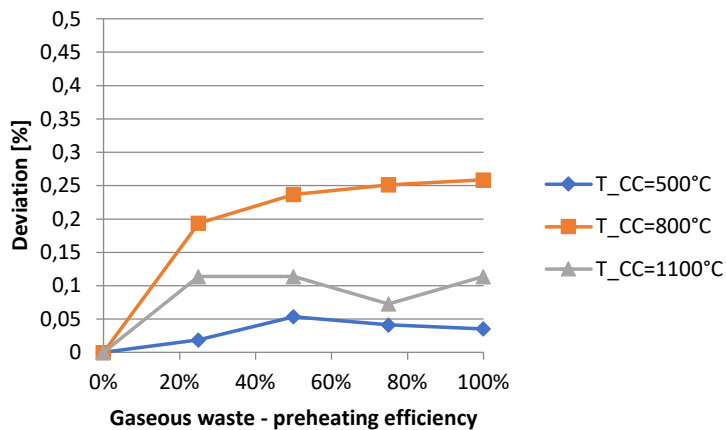 0,5
0,45
0,4
0,35
0,3
0,25
0,2
0,15
0,1
0,05
0
Deviation [%]
0% 20% 40% 60% 80% 100%
Gaseous waste - preheating efficiency
T_CC=500°C
T_CC=800°C
T_CC=1100°C